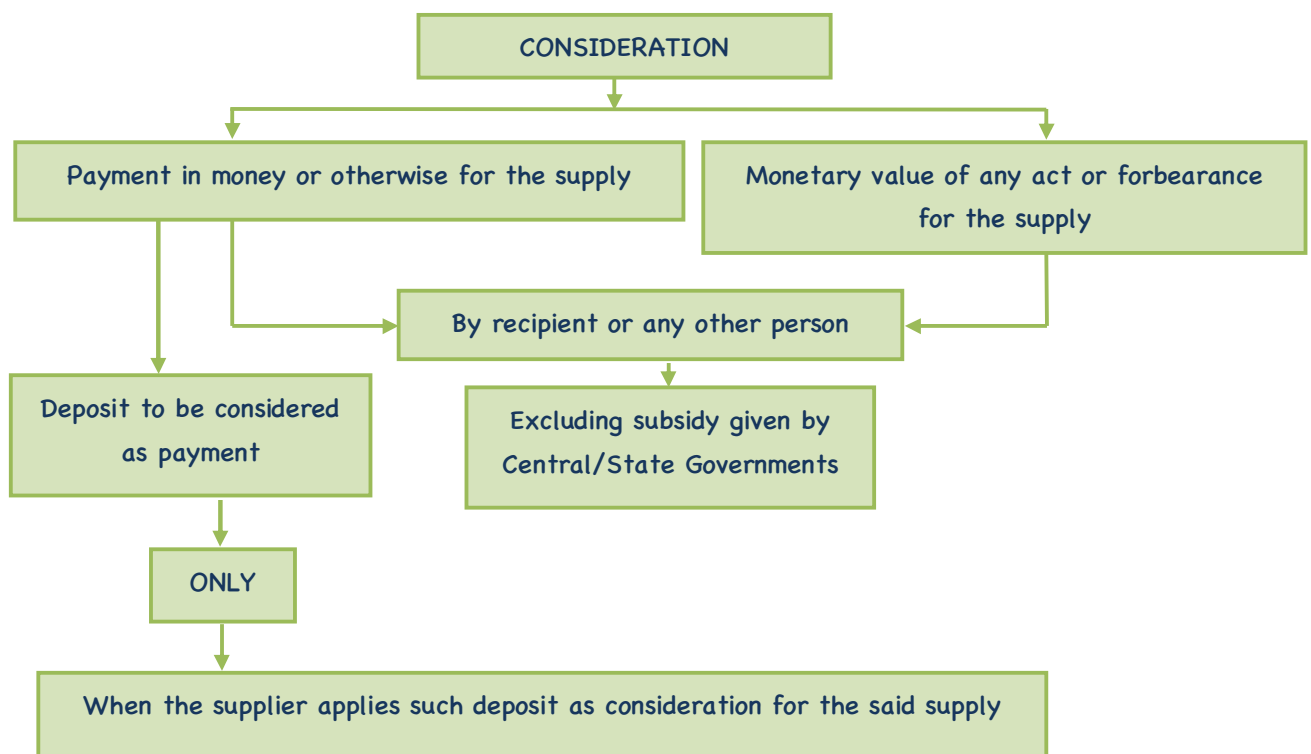 CONSIDERATION
Payment in money or otherwise for the supply
Monetary value of any act or forbearance
for the supply
By recipient or any other person
Deposit to be considered
as payment
Excluding subsidy given by
Central/State Governments
ONLY
When the supplier applies such deposit as consideration for the said supply